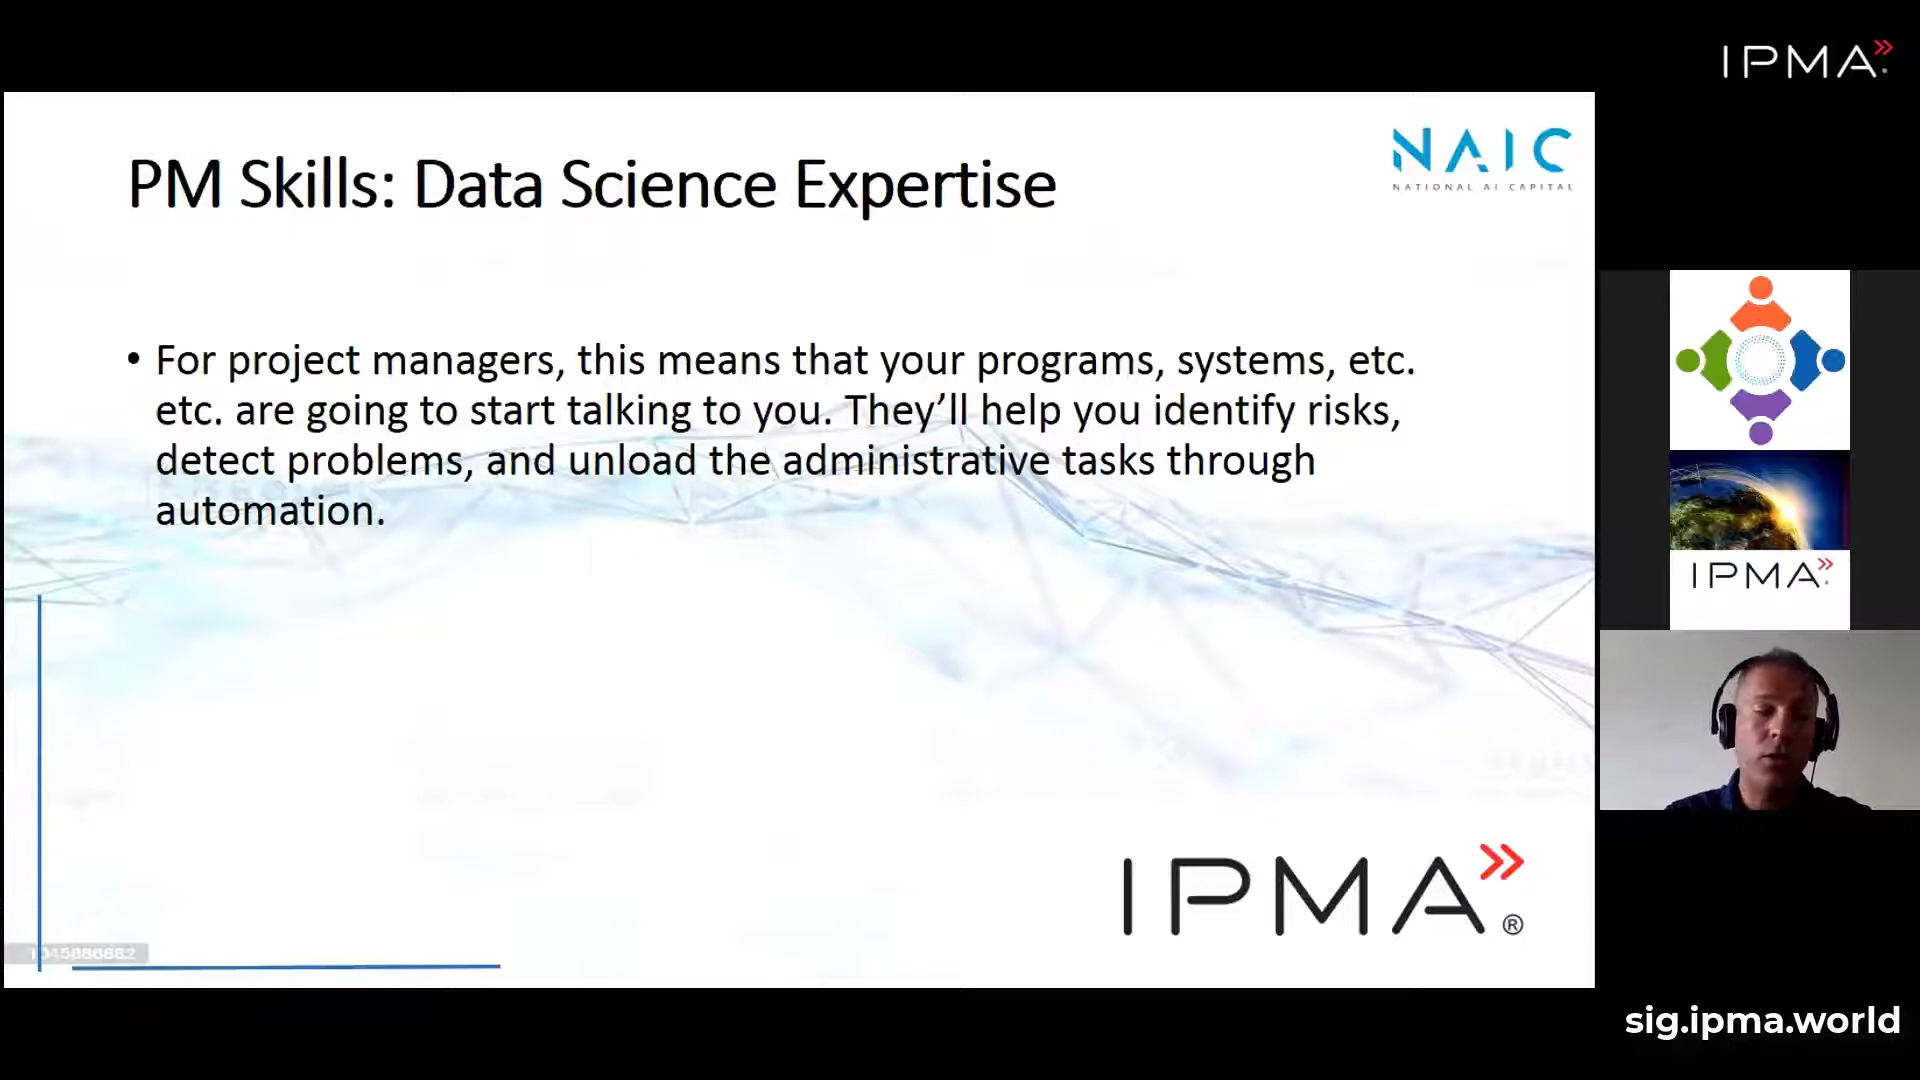 IPMA
NAIC
NATIONAL AI CAPITAL
PM Skills: Data Science Expertise
• For project managers, this means that your programs, systems, etc.
etc. are going to start talking to you. They’ll help you identify risks,
detect problems, and unload the administrative tasks through
automation.
IPMA
IPMA®
1045886882
sig.ipma.world